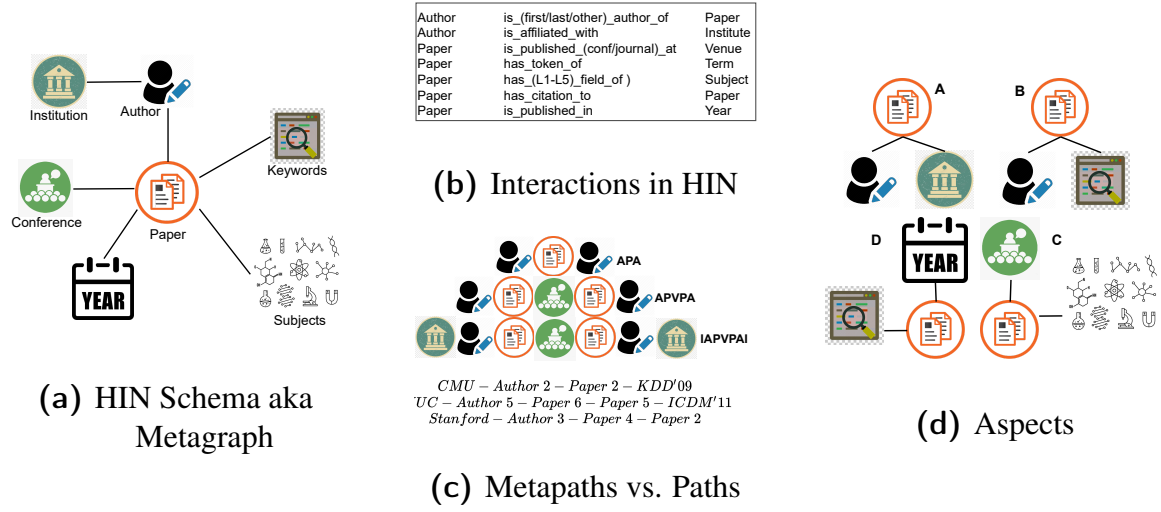 Institution
Author
Keywords
Conference
Paper
YEAR
Subjects
(a) HIN Schema aka
Metagraph
Author is_(first/last/other)_author_of Paper
Author is_affiliated_with Institute
Paper is_published_(conf/journal)_at Venue
Paper has_token_of Term
Paper has_(L1-L5)_field_of ) Subject
Paper has_citation_to Paper
Paper is_published_in Year
(b) Interactions in HIN
APA
APVPA
IAPVPAI
CMU – Author 2 – Paper 2 – KDD'09
UC – Author 5 – Paper 6 – Paper 5 – ICDM'11
Stanford – Author 3 – Paper 4 – Paper 2
(c) Metapaths vs. Paths
A
B
D
YEAR
C
(d) Aspects